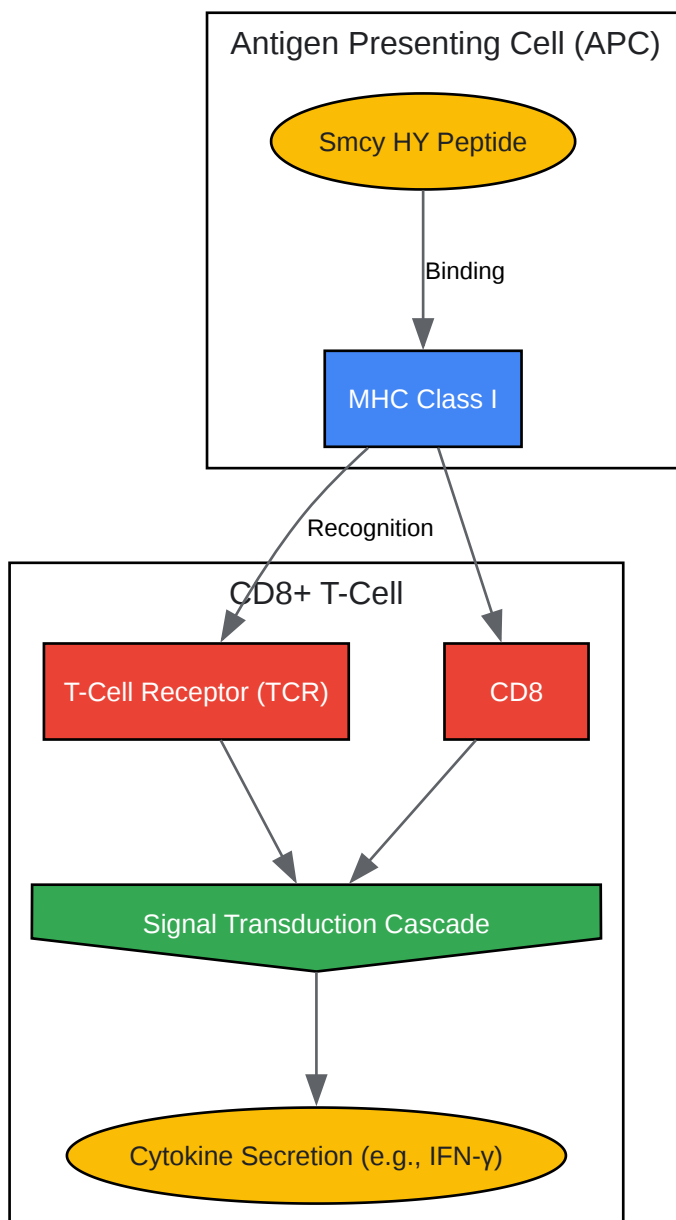 Antigen Presenting Cell (APC)
Smcy HY Peptide
Binding
MHC Class I
Recognition
CD8+ T-Cell
T-Cell Receptor (TCR)
CD8
Signal Transduction Cascade
Cytokine Secretion (e.g., IFN-γ)